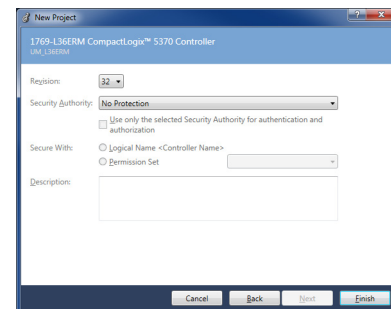 New Project
1769-L36ERM CompactLogix™ 5370 Controller
UM_L36ERM
Revision:
32
Security Authority:
No Protection
Use only the selected Security Authority for authentication and
authorization
Secure With:
Logical Name <Controller Name>
Permission Set
Description:
Cancel
Back
Next
Finish